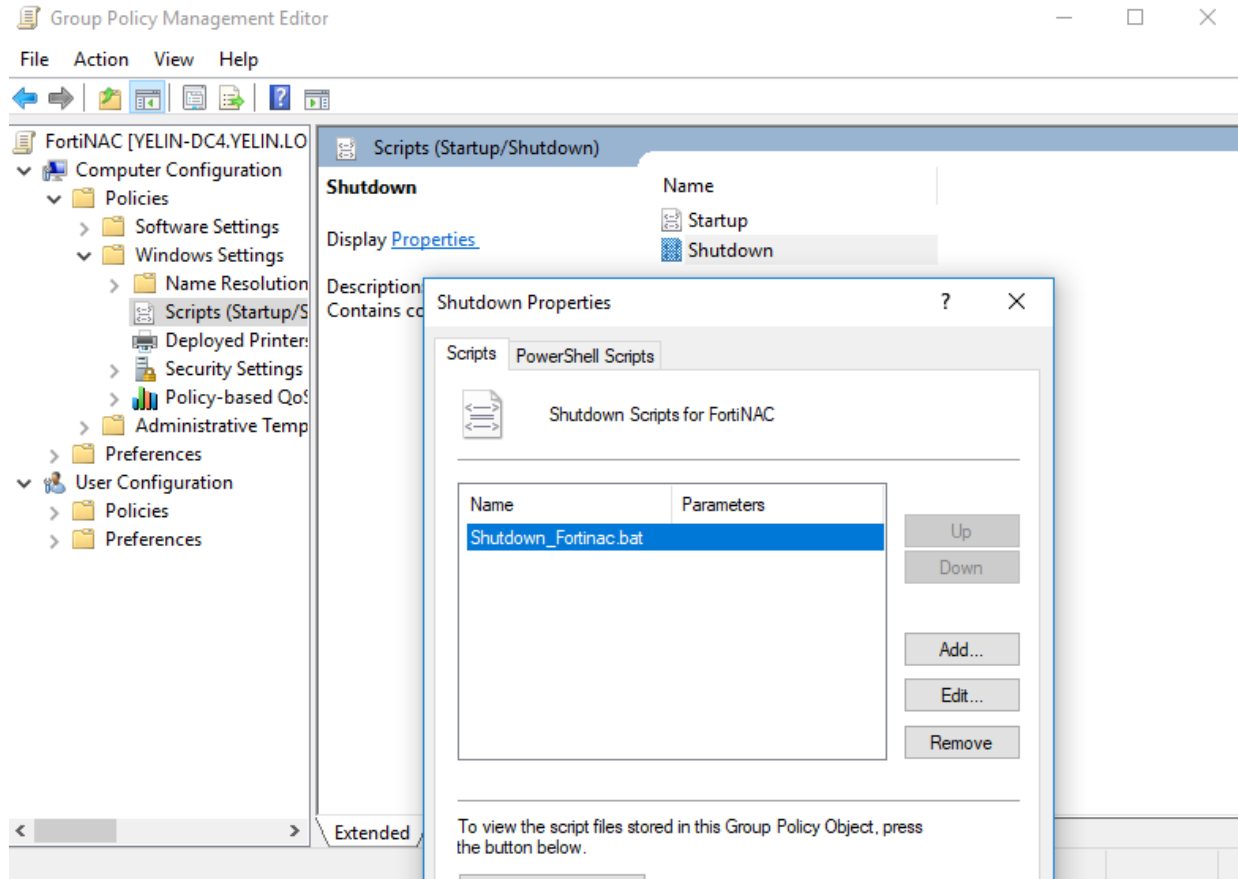 Group Policy Management Editor
File Action View Help
FortiNAC [YELIN-DC4.YELIN.LO
Computer Configuration
Policies
Software Settings
Windows Settings
Name Resolution
Scripts (Startup/S
Deployed Printer
Security Settings
Policy-based Qo
Administrative Temp
Preferences
User Configuration
Policies
Preferences
Scripts (Startup/Shutdown)
Shutdown
Display Properties
Description
Contains co
Name
Startup
Shutdown
Extended
Shutdown Properties
?
Scripts PowerShell Scripts
Shutdown Scripts for FortiNAC
Name Parameters
Shutdown_Fortinac.bat
Up
Down
Add...
Edit...
Remove
To view the script files stored in this Group Policy Object, press
the button below.